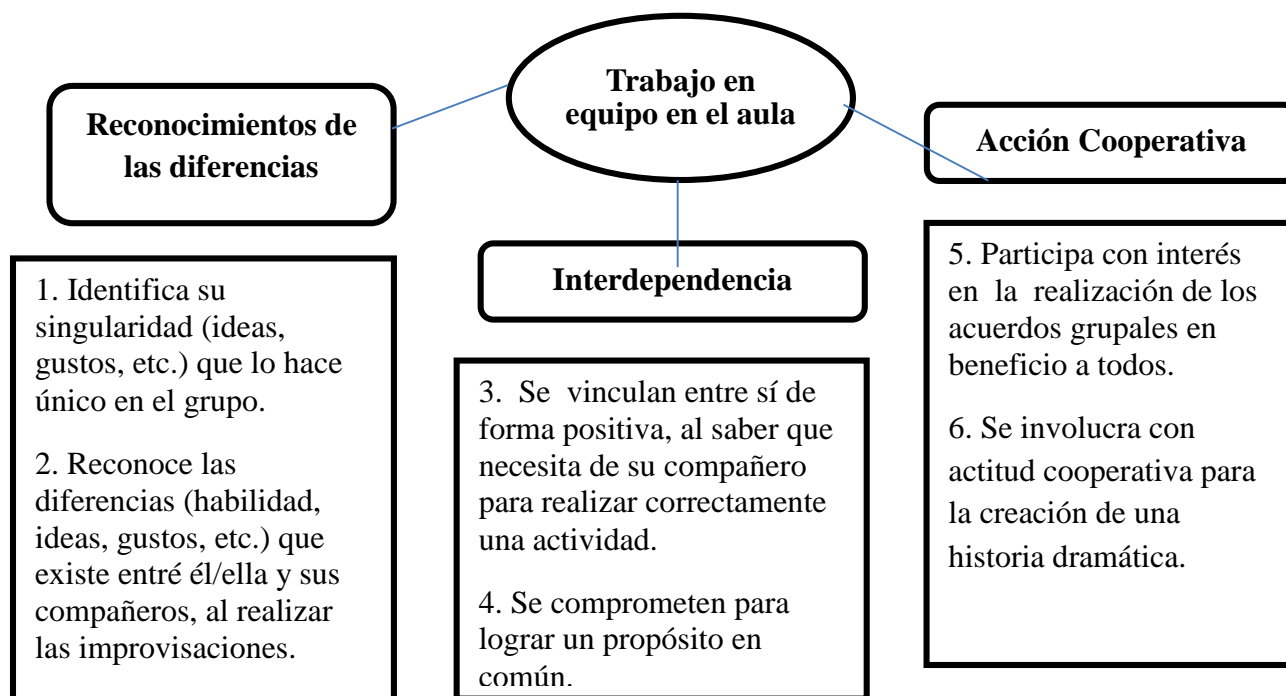 Trabajo en
equipo en el aula
Reconocimientos de
las diferencias
Acción Cooperativa
Interdependencia
1. Identifica su
singularidad (ideas,
gustos, etc.) que lo hace
único en el grupo.
2. Reconoce las
diferencias (habilidad,
ideas, gustos, etc.) que
existe entré él/ella y sus
compañeros, al realizar
las improvisaciones.
3. Se vinculan entre sí de
forma positiva, al saber que
necesita de su compañero
para realizar correctamente
una actividad.
4. Se comprometen para
lograr un propósito en
común.
5. Participa con interés
en la realización de los
acuerdos grupales en
beneficio a todos.
6. Se involucra con
actitud cooperativa para
la creación de una
historia dramática.